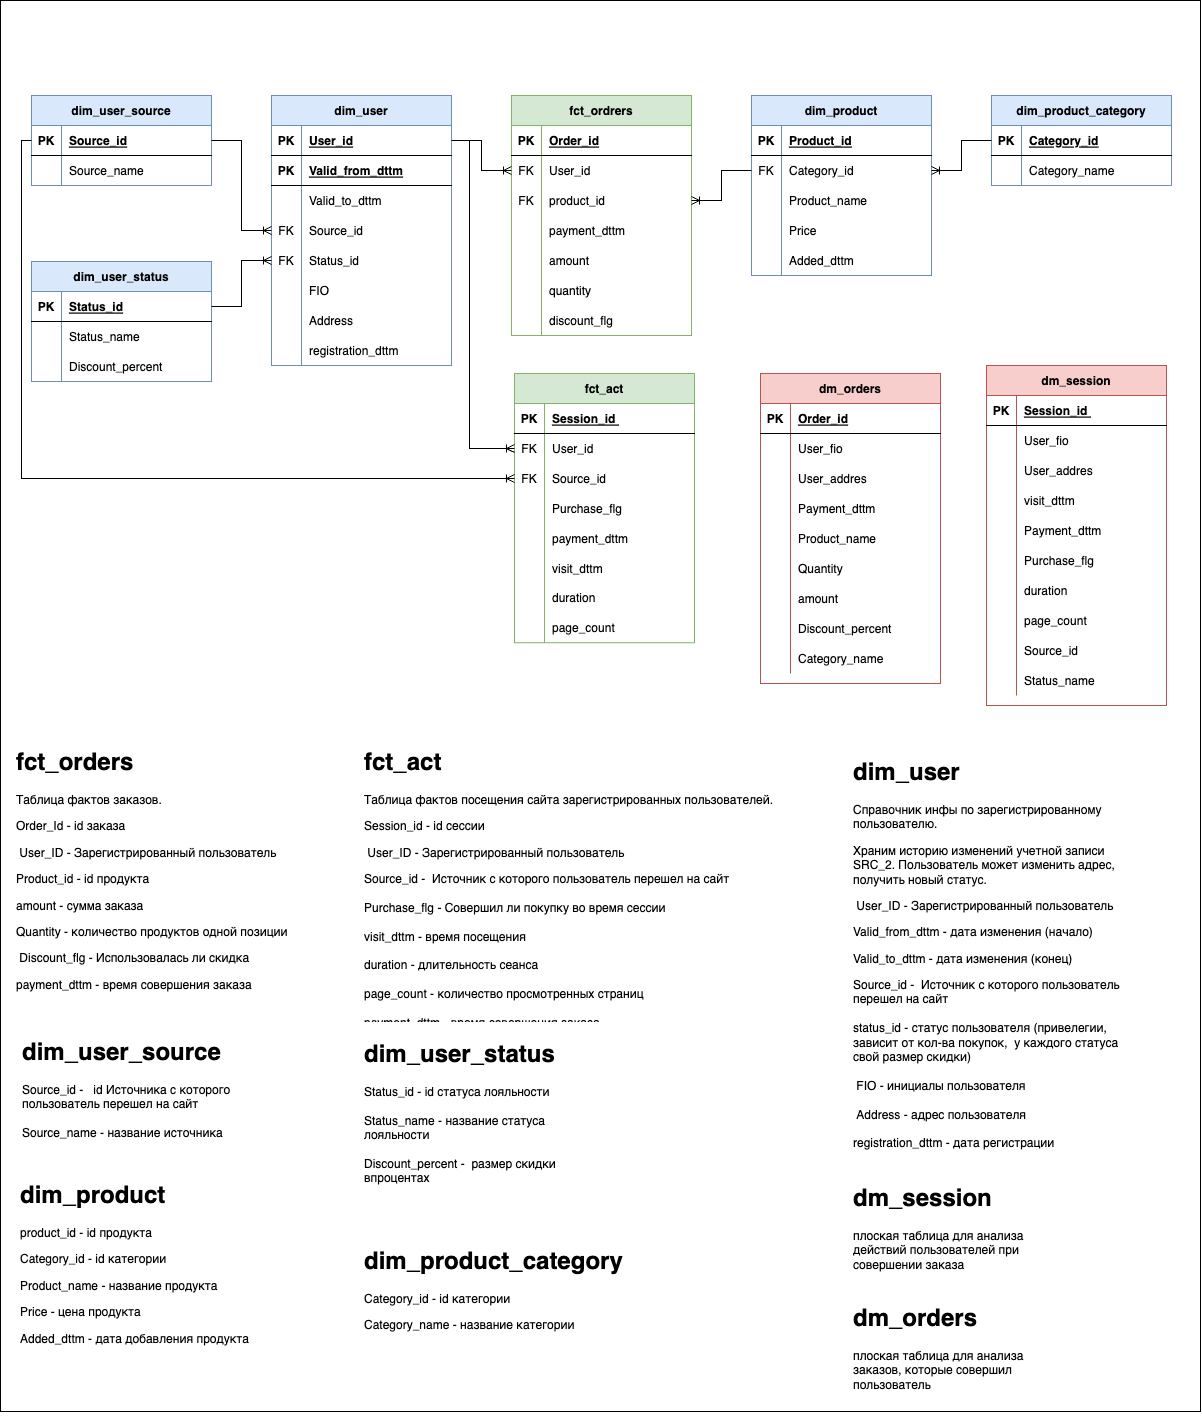 dim_user_source
PK Source_id
Source_name
dim_user_status
PK Status_id
Status_name
Discount_percent
dim_user
PK User_id
PK Valid_from_dttm
Valid_to_dttm
FK Source_id
FK Status_id
FIO
Address
registration_dttm
fct_ordrers
PK Order_id
FK User_id
FK product_id
payment_dttm
amount
quantity
discount_flg
dim_product
PK Product_id
FK Category_id
Product_name
Price
Added_dttm
dim_product_category
PK Category_id
Category_name
fct_act
PK Session_id
FK User_id
FK Source_id
Purchase_flg
payment_dttm
visit_dttm
duration
page_count
dm_orders
PK Order_id
User_fio
User_addres
Payment_dttm
Product_name
Quantity
amount
Discount_percent
Category_name
dm_session
PK Session_id
User_fio
User_addres
visit_dttm
Payment_dttm
Purchase_flg
duration
page_count
Source_id
Status_name
fct_orders
Таблица фактов заказов.
Order_Id - id заказа
User_ID - Зарегистрированный пользователь
Product_id - id продукта
amount - сумма заказа
Quantity - количество продуктов одной позиции
Discount_flg - Использовалась ли скидка
payment_dttm - время совершения заказа
fct_act
Таблица фактов посещения сайта зарегистрированных пользователей.
Session_id - id сессии
User_ID - Зарегистрированный пользователь
Source_id - Источник с которого пользователь перешел на сайт
Purchase_flg - Совершил ли покупку во время сессии
visit_dttm - время посещения
duration - длительность сеанса
page_count - количество просмотренных страниц
payment_dttm - время совершения заказа
dim_user
Справочник инфы по зарегистрированному
пользователю.
Храним историю изменений учетной записи
SRC_2. Пользователь может изменить адрес,
получить новый статус.
User_ID - Зарегистрированный пользователь
Valid_from_dttm - дата изменения (начало)
Valid_to_dttm - дата изменения (конец)
Source_id - Источник с которого пользователь
перешел на сайт
status_id - статус пользователя (привелегии,
зависит от кол-ва покупок, у каждого статуса
свой размер скидки)
FIO - инициалы пользователя
Address - адрес пользователя
registration_dttm - дата регистрации
dim_user_source
Source_id - id Источника с которого
пользователь перешел на сайт
Source_name - название источника
dim_user_status
Status_id - id статуса лояльности
Status_name - название статуса
лояльности
Discount_percent - размер скидки
впроцентах
dim_product
product_id - id продукта
Category_id - id категории
Product_name - название продукта
Price - цена продукта
Added_dttm - дата добавления продукта
dim_product_category
Category_id - id категории
Category_name - название категории
dm_session
плоская таблица для анализа
действий пользователей при
совершении заказа
dm_orders
плоская таблица для анализа
заказов, которые совершил
пользователь